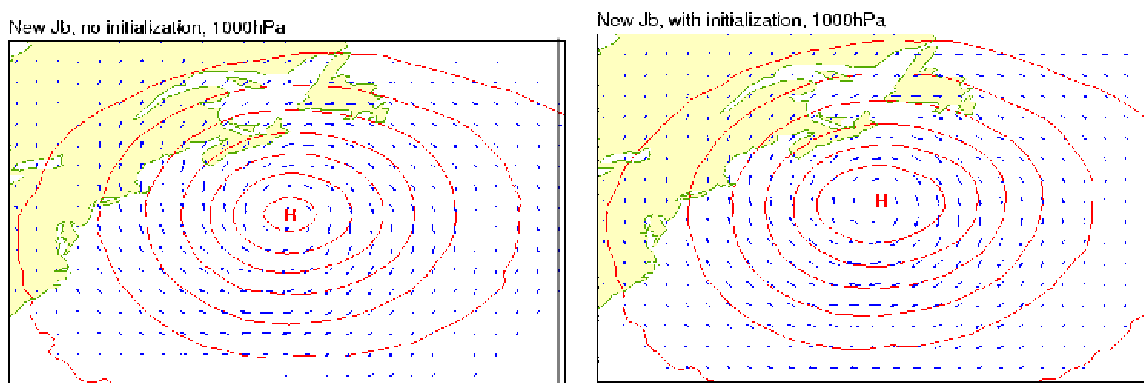 New Jb, no initialization, 1000hPa
New Jb, with initialization, 1000hPa
H
H